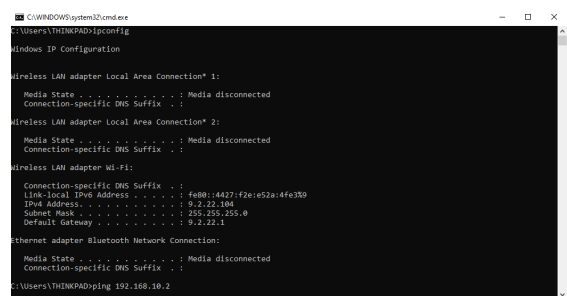 C:\WINDOWS\system32\cmd.exe
C:\Users\THINKPAD>ipconfig
Windows IP Configuration
Wireless LAN adapter Local Area Connection* 1:
Media State . . . . . . . . . . . : Media disconnected
Connection-specific DNS Suffix  . :
Wireless LAN adapter Local Area Connection* 2:
Media State . . . . . . . . . . . : Media disconnected
Connection-specific DNS Suffix  . :
Wireless LAN adapter Wi-Fi:
Connection-specific DNS Suffix  . :
Link-local IPv6 Address . . . . . : fe80::4427:f2e:e52a:4fe3%9
IPv4 Address. . . . . . . . . . . : 9.2.22.104
Subnet Mask . . . . . . . . . . . : 255.255.255.0
Default Gateway . . . . . . . . . : 9.2.22.1
Ethernet adapter Bluetooth Network Connection:
Media State . . . . . . . . . . . : Media disconnected
Connection-specific DNS Suffix  . :
C:\Users\THINKPAD>ping 192.168.10.2